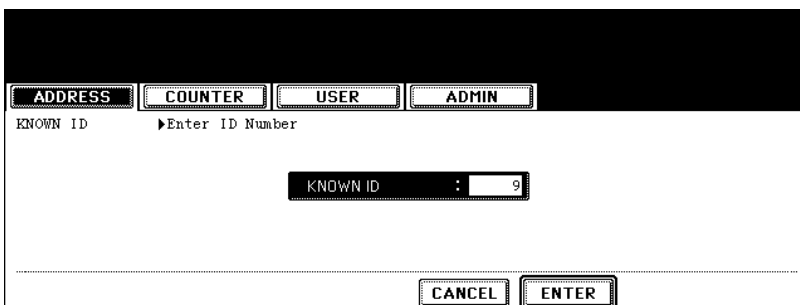 ADDRESS COUNTER USER ADMIN
KNOWN ID ▶Enter ID Number
KNOWN ID : 9
CANCEL ENTER